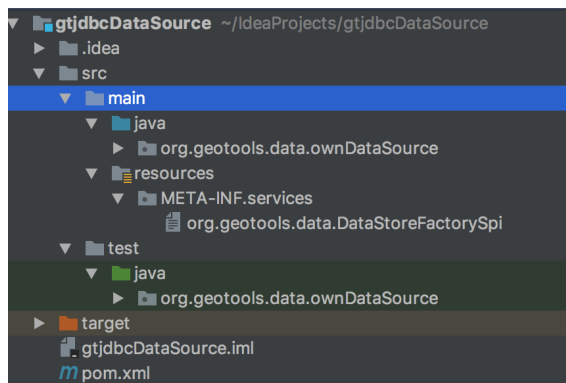 gtjdbcDataSource ~/IdeaProjects/gtjdbcDataSource
.idea
src
main
java
org.geotools.data.ownDataSource
resources
META-INF.services
org.geotools.data.DataStoreFactorySpi
test
java
org.geotools.data.ownDataSource
target
gtjdbcDataSource.iml
m pom.xml